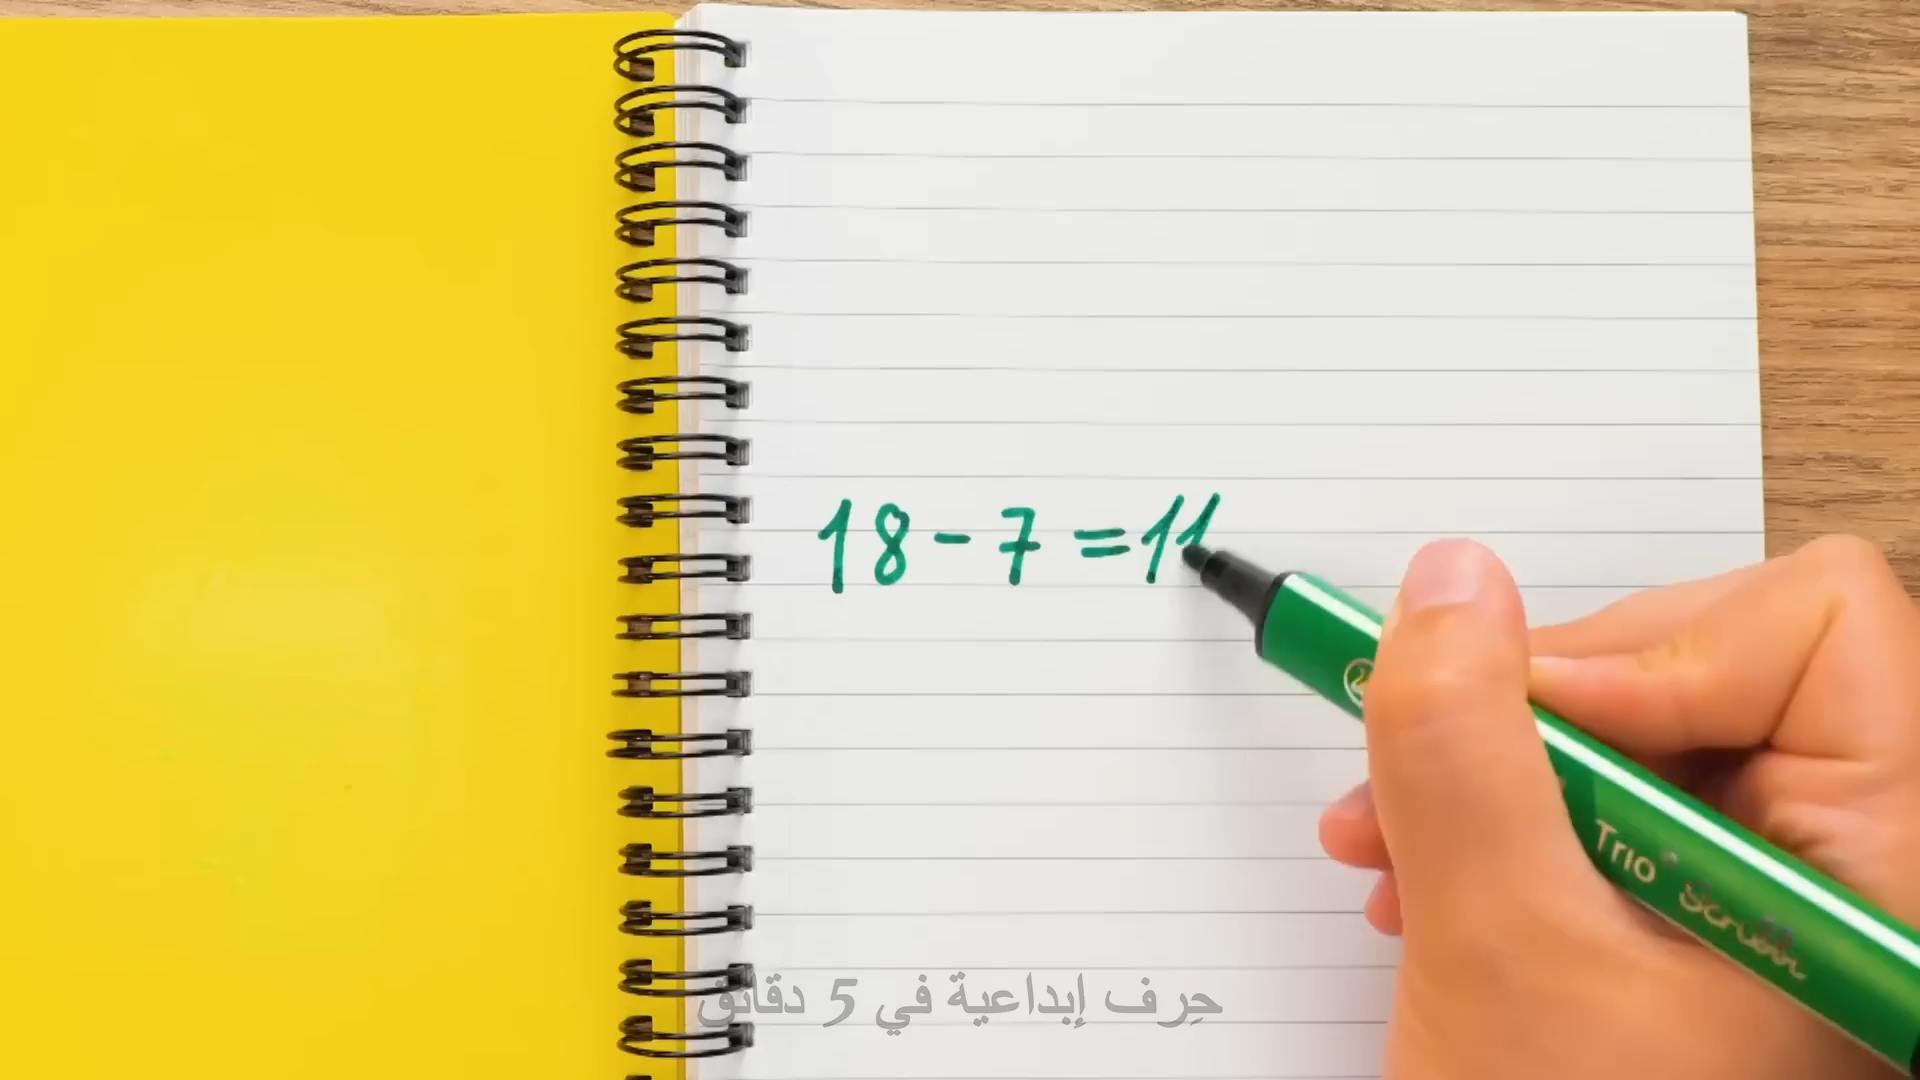 18 - 7 = 11
Trio Scribbi
حِرف إبداعية في 5 دقائق